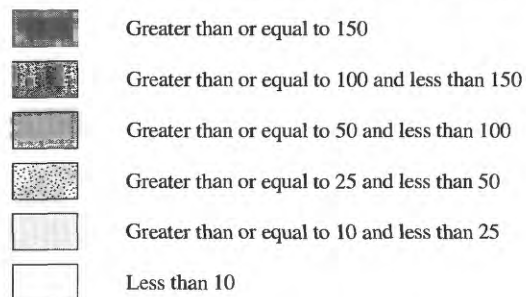 Greater than or equal to 150
Greater than or equal to 100 and less than 150
Greater than or equal to 50 and less than 100
Greater than or equal to 25 and less than 50
Greater than or equal to 10 and less than 25
Less than 10